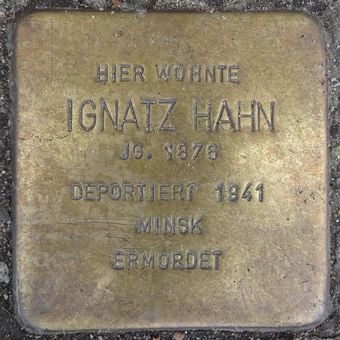 HIER WOHNTE
IGNATZ HAHN
JG. 1876
DEPORTIERT 1941
MINSK
ERMORDET